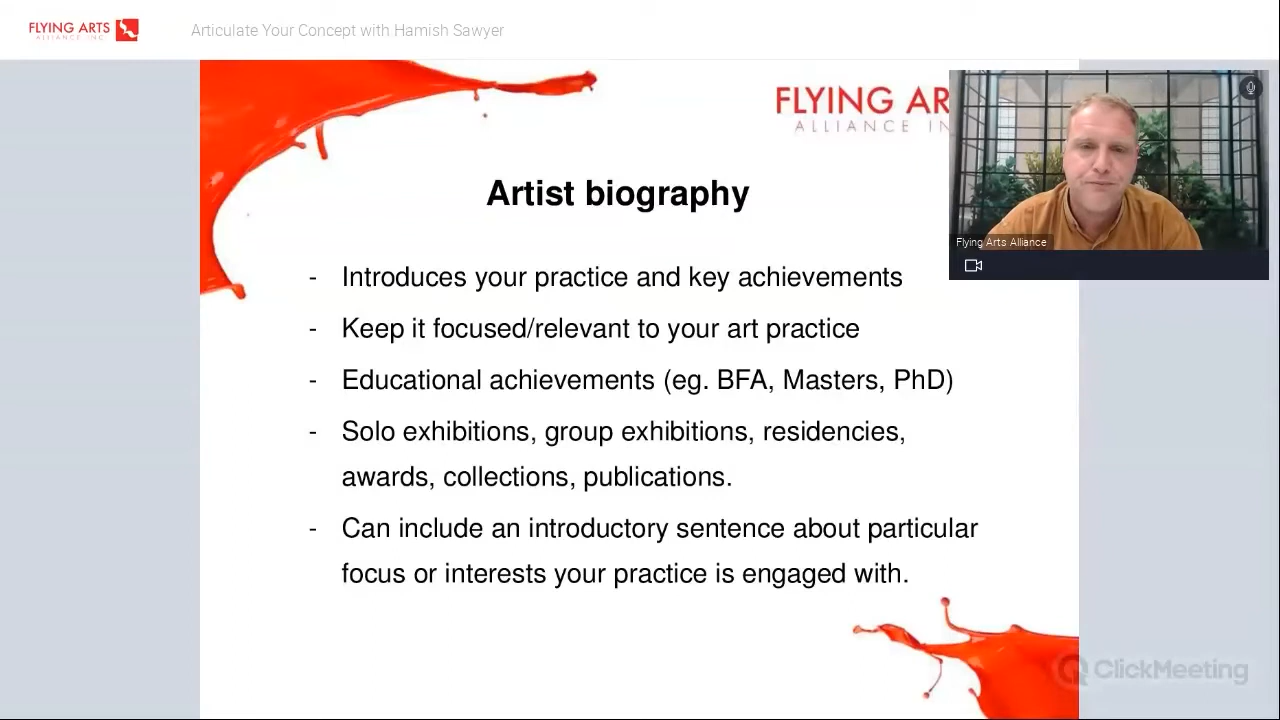 FLYING ARTS
ALLIANCE INC
Articulate Your Concept with Hamish Sawyer
FLYING AR
ALLIANCE IN
Flying Arts Alliance
Artist biography
- Introduces your practice and key achievements
- Keep it focused/relevant to your art practice
- Educational achievements (eg. BFA, Masters, PhD)
- Solo exhibitions, group exhibitions, residencies,
awards, collections, publications.
- Can include an introductory sentence about particular
focus or interests your practice is engaged with.
ClickMeeting